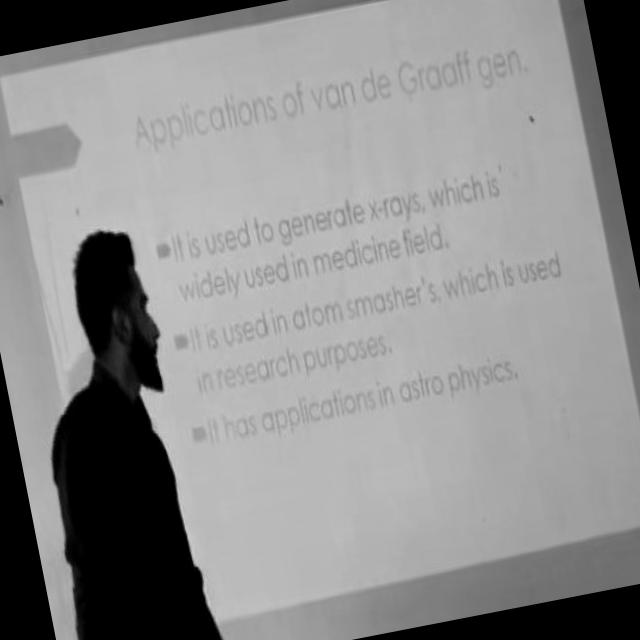 Applications of van de Graaff gen.
It is used to generate x-rays, which is'
widely used in medicine field.
It is used in atom smasher's, which is used
in research purposes.
It has applications in astro physics.